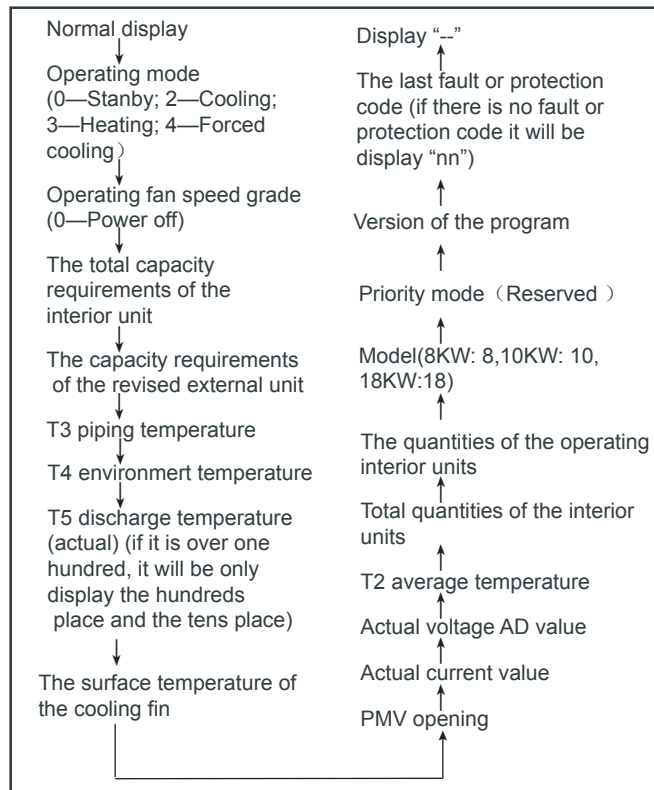 Normal display
Operating mode
(0—Stanby; 2—Cooling;
3—Heating; 4—Forced
cooling）
Operating fan speed grade
(0—Power off)
The total capacity
requirements of the
interior unit
The capacity requirements
of the revised external unit
T3 piping temperature
T4 environmert temperature
T5 discharge temperature
(actual) (if it is over one
hundred, it will be only
display the hundreds
place and the tens place)
The surface temperature of
the cooling fin
Display “--”
The last fault or protection
code (if there is no fault or
protection code it will be
display “nn”)
Version of the program
Priority mode（Reserved ）
Model(8KW: 8,10KW: 10,
18KW:18)
The quantities of the operating
interior units
Total quantities of the interior
units
T2 average temperature
Actual voltage AD value
Actual current value
PMV opening